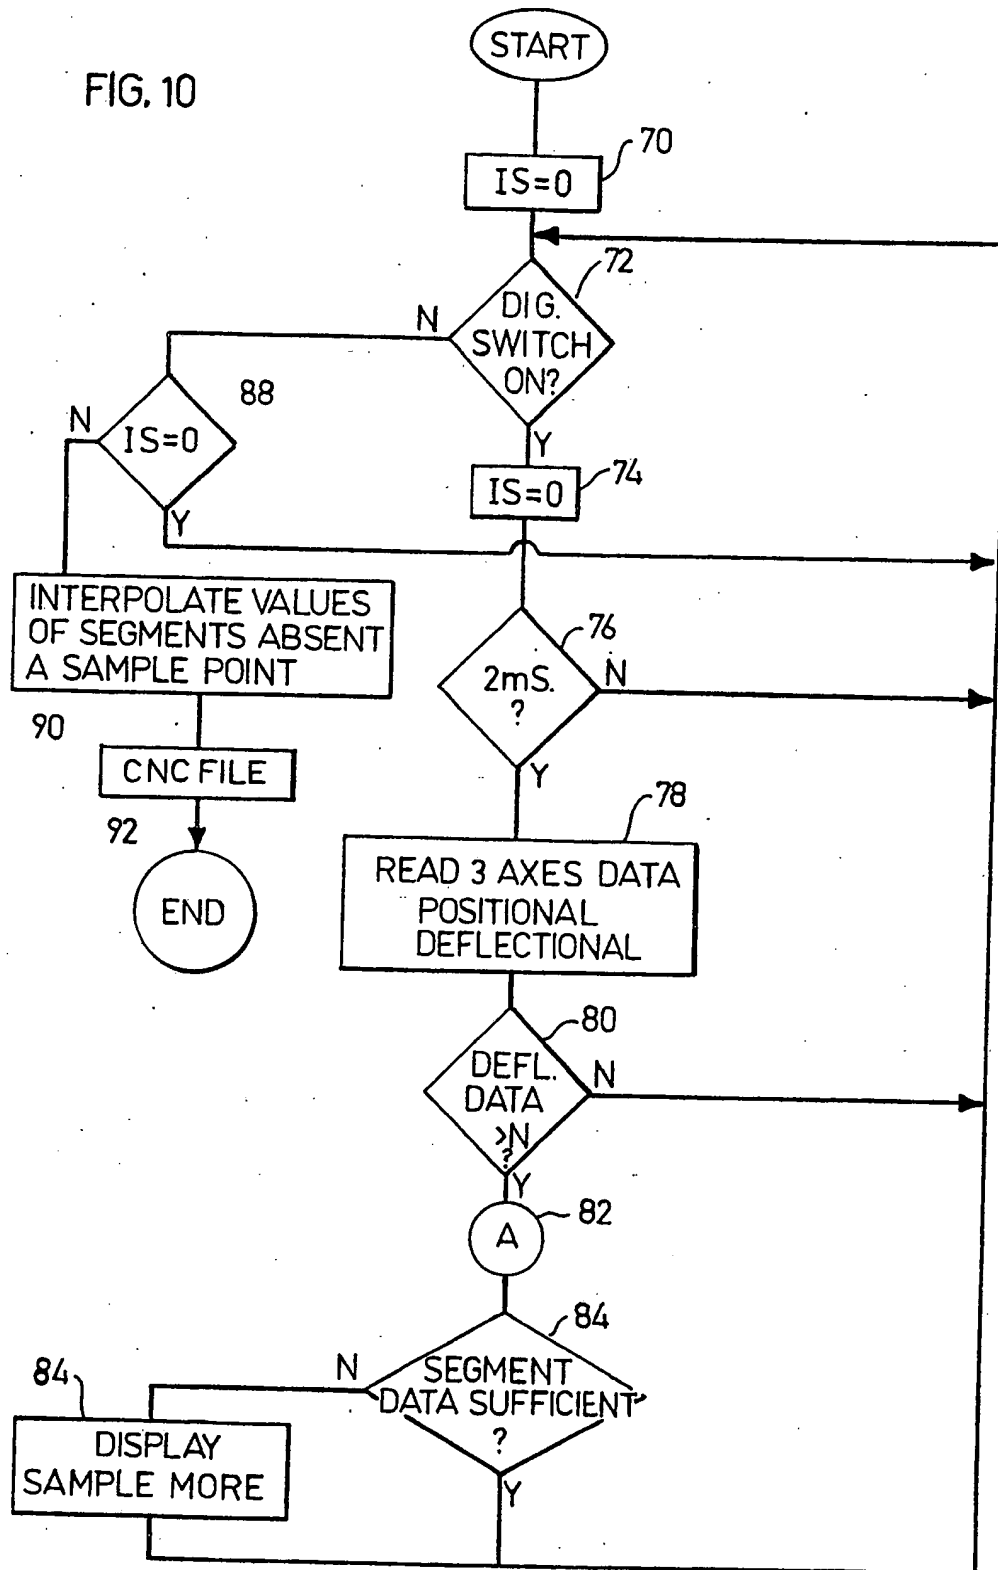 START
FIG. 10
70
IS=0
72
DIG.
SWITCH
ON?
N
Y
88
N
IS=0
Y
74
IS=0
INTERPOLATE VALUES
OF SEGMENTS ABSENT
A SAMPLE POINT
76
2mS.
?
N
Y
90
CNC FILE
92
END
78
READ 3 AXES DATA
POSITIONAL
DEFLECTIONAL
80
DEFL.
DATA
>N
?
N
Y
82
A
84
SEGMENT
DATA SUFFICIENT
?
N
Y
84
DISPLAY
SAMPLE MORE